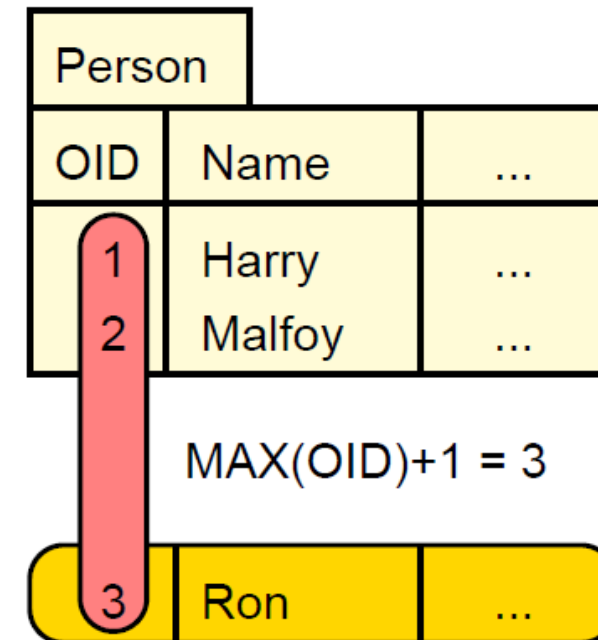 Person
OID Name ...
1 Harry ...
2 Malfoy ...
MAX(OID)+1 = 3
3 Ron ...